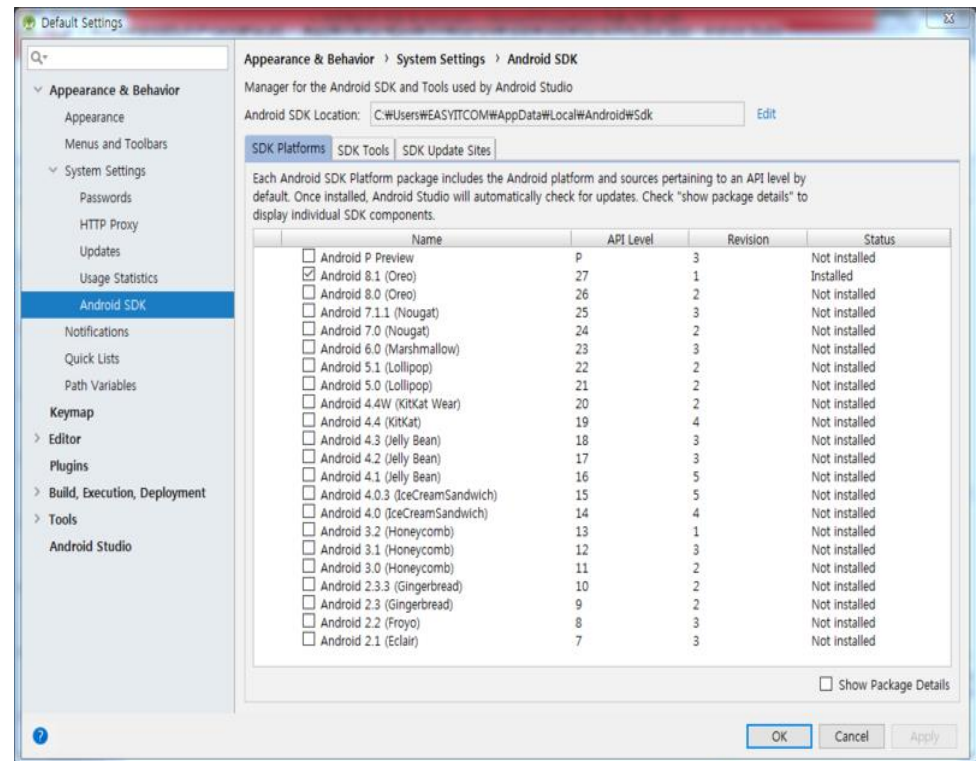 Default Settings
Appearance & Behavior
Appearance
Menus and Toolbars
System Settings
Passwords
HTTP Proxy
Updates
Usage Statistics
Android SDK
Notifications
Quick Lists
Path Variables
Keymap
Editor
Plugins
Build, Execution, Deployment
Tools
Android Studio
Appearance & Behavior › System Settings › Android SDK
Manager for the Android SDK and Tools used by Android Studio
Android SDK Location: C:₩Users₩EASYITCOM₩AppData₩Local₩Android₩Sdk Edit
SDK Platforms SDK Tools SDK Update Sites
Each Android SDK Platform package includes the Android platform and sources pertaining to an API level by
default. Once installed, Android Studio will automatically check for updates. Check "show package details" to
display individual SDK components.
Name API Level Revision Status
Android P Preview P 3 Not installed
Android 8.1 (Oreo) 27 1 Installed
Android 8.0 (Oreo) 26 2 Not installed
Android 7.1.1 (Nougat) 25 3 Not installed
Android 7.0 (Nougat) 24 2 Not installed
Android 6.0 (Marshmallow) 23 3 Not installed
Android 5.1 (Lollipop) 22 2 Not installed
Android 5.0 (Lollipop) 21 2 Not installed
Android 4.4W (KitKat Wear) 20 2 Not installed
Android 4.4 (KitKat) 19 4 Not installed
Android 4.3 (Jelly Bean) 18 3 Not installed
Android 4.2 (Jelly Bean) 17 3 Not installed
Android 4.1 (Jelly Bean) 16 5 Not installed
Android 4.0.3 (IceCreamSandwich) 15 5 Not installed
Android 4.0 (IceCreamSandwich) 14 4 Not installed
Android 3.2 (Honeycomb) 13 1 Not installed
Android 3.1 (Honeycomb) 12 3 Not installed
Android 3.0 (Honeycomb) 11 2 Not installed
Android 2.3.3 (Gingerbread) 10 2 Not installed
Android 2.3 (Gingerbread) 9 2 Not installed
Android 2.2 (Froyo) 8 3 Not installed
Android 2.1 (Eclair) 7 3 Not installed
Show Package Details
OK Cancel Apply